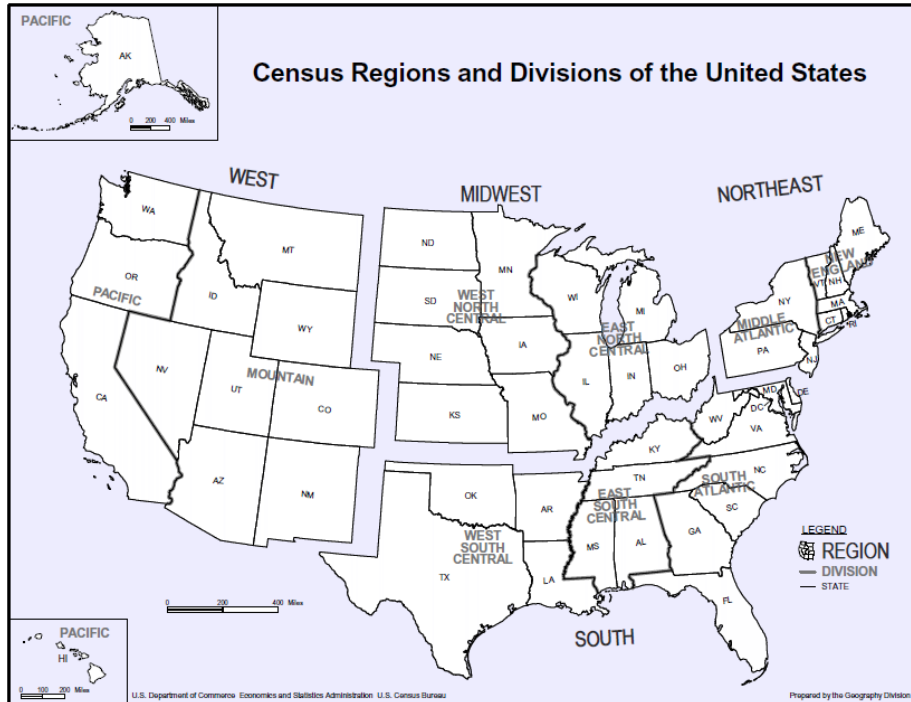 PACIFIC
AK
0 200 400 Miles
Census Regions and Divisions of the United States
WEST
MIDWEST
NORTHEAST
WA
MT
ND
MN
ME
OR
ID
SD
WI
MI
NY
VT
NH
NEW
ENGLAND
MA
CT
RI
PACIFIC
WY
WEST
NORTH
CENTRAL
IA
EAST
NORTH
CENTRAL
MIDDLE
ATLANTIC
PA
NJ
NV
UT
MOUNTAIN
NE
IL
IN
OH
CA
CO
KS
MO
WV
MD
DE
DC
VA
KY
AZ
NM
OK
AR
TN
EAST
SOUTH
CENTRAL
SOUTH
ATLANTIC
NC
SC
TX
WEST
SOUTH
CENTRAL
LA
MS
AL
GA
FL
SOUTH
LEGEND
REGION
DIVISION
STATE
0 200 400 Miles
PACIFIC
HI
0 100 200 Miles
U.S. Department of Commerce Economics and Statistics Administration U.S. Census Bureau
Prepared by the Geography Division